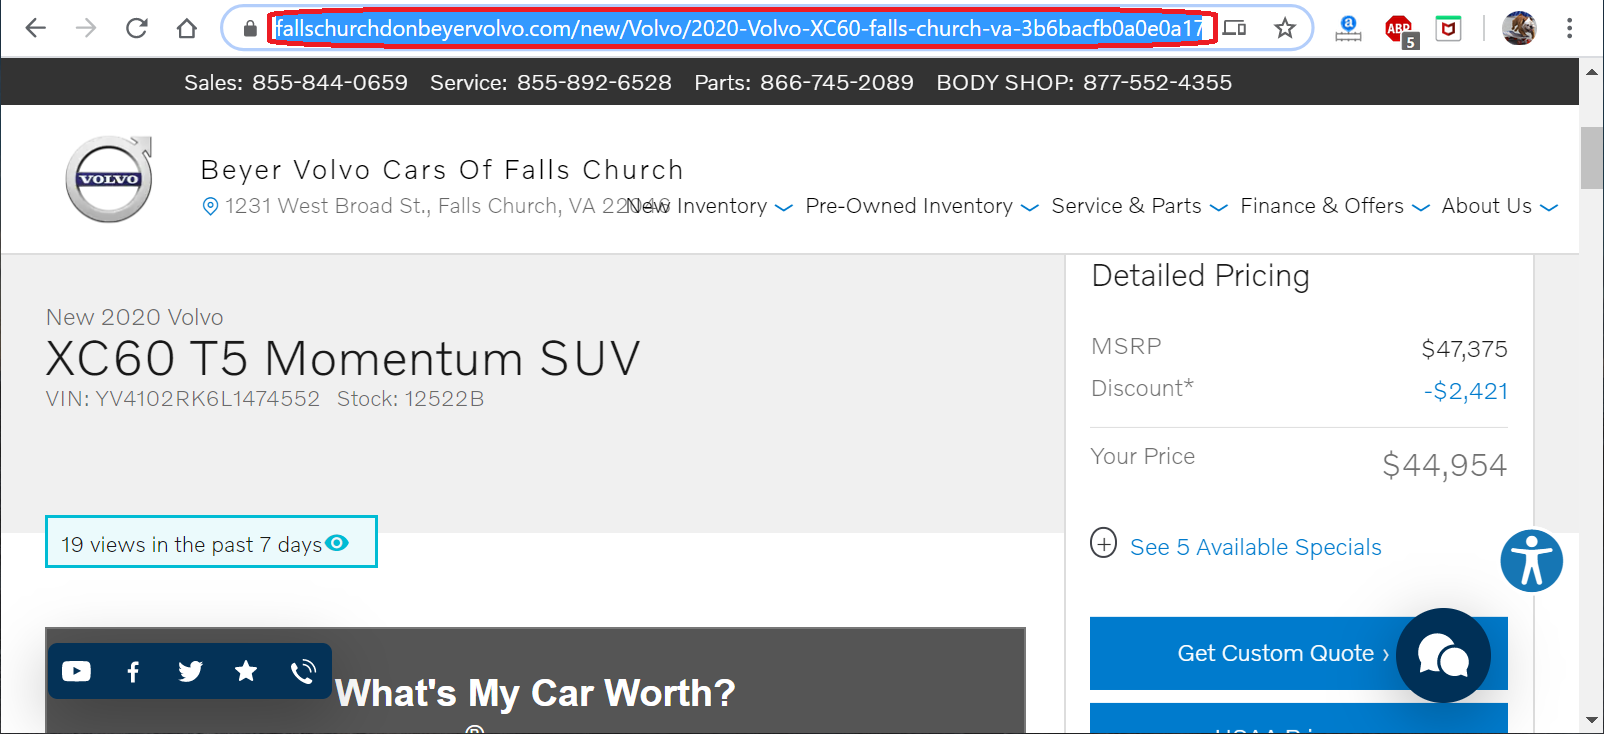 fallschurchdonbeyervolvo.com/new/Volvo/2020-Volvo-XC60-falls-church-va-3b6bacfb0a0e0a17
ABP
5
Sales: 855-844-0659 Service: 855-892-6528 Parts: 866-745-2089 BODY SHOP: 877-552-4355
VOLVO
Beyer Volvo Cars Of Falls Church
1231 West Broad St., Falls Church, VA 22046
New Inventory Pre-Owned Inventory Service & Parts Finance & Offers About Us
New 2020 Volvo
XC60 T5 Momentum SUV
VIN: YV4102RK6L1474552 Stock: 12522B
19 views in the past 7 days
What's My Car Worth?
Detailed Pricing
MSRP $47,375
Discount* -$2,421
Your Price $44,954
See 5 Available Specials
Get Custom Quote ›